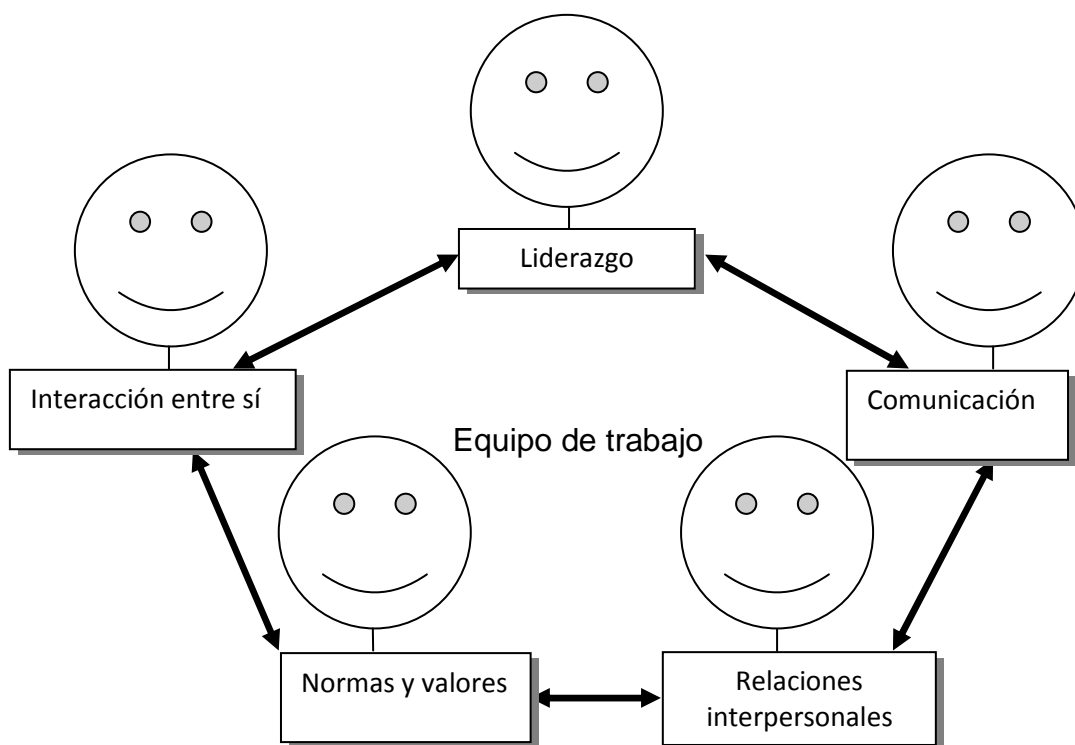 Liderazgo
Interacción entre sí
Comunicación
Equipo de trabajo
Normas y valores
Relaciones
interpersonales